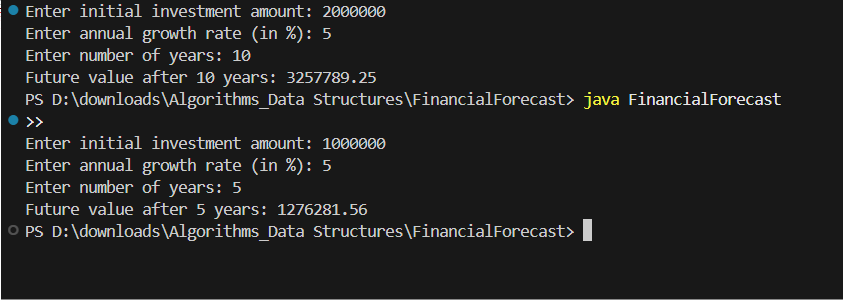 Enter initial investment amount: 2000000
Enter annual growth rate (in %): 5
Enter number of years: 10
Future value after 10 years: 3257789.25
PS D:\downloads\Algorithms_Data Structures\FinancialForecast> java FinancialForecast
>>
Enter initial investment amount: 1000000
Enter annual growth rate (in %): 5
Enter number of years: 5
Future value after 5 years: 1276281.56
PS D:\downloads\Algorithms_Data Structures\FinancialForecast>